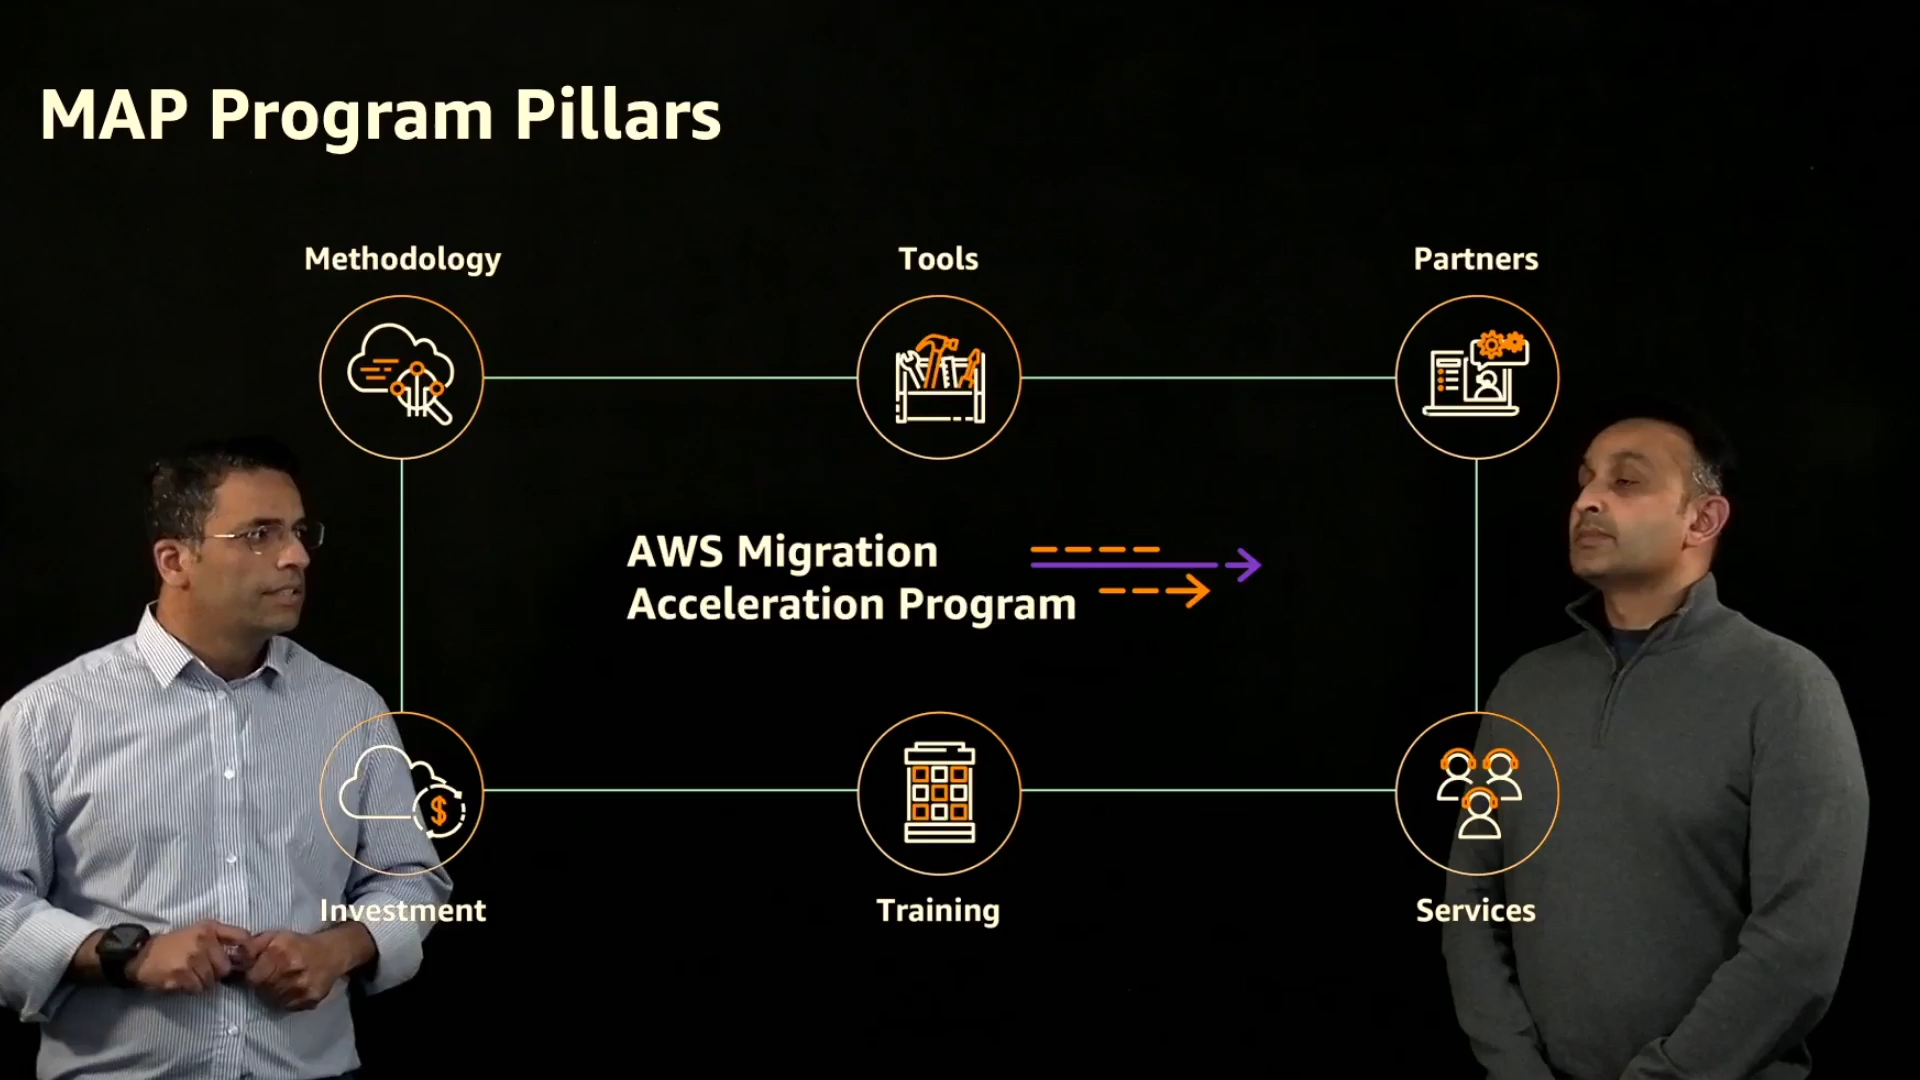 MAP Program Pillars
Methodology
Tools
Partners
AWS Migration
Acceleration Program
$
Investment
Training
Services